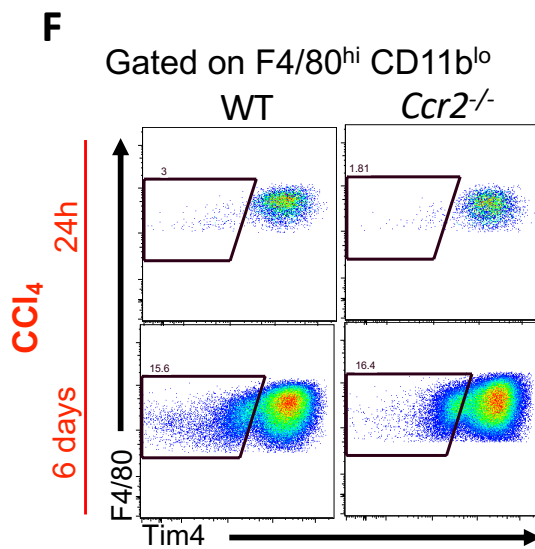 F
Gated on F4/80hi CD11blo
WT Ccr2-/-
CCl4
24h
3
1.81
6 days
15.6
16.4
F4/80
Tim4